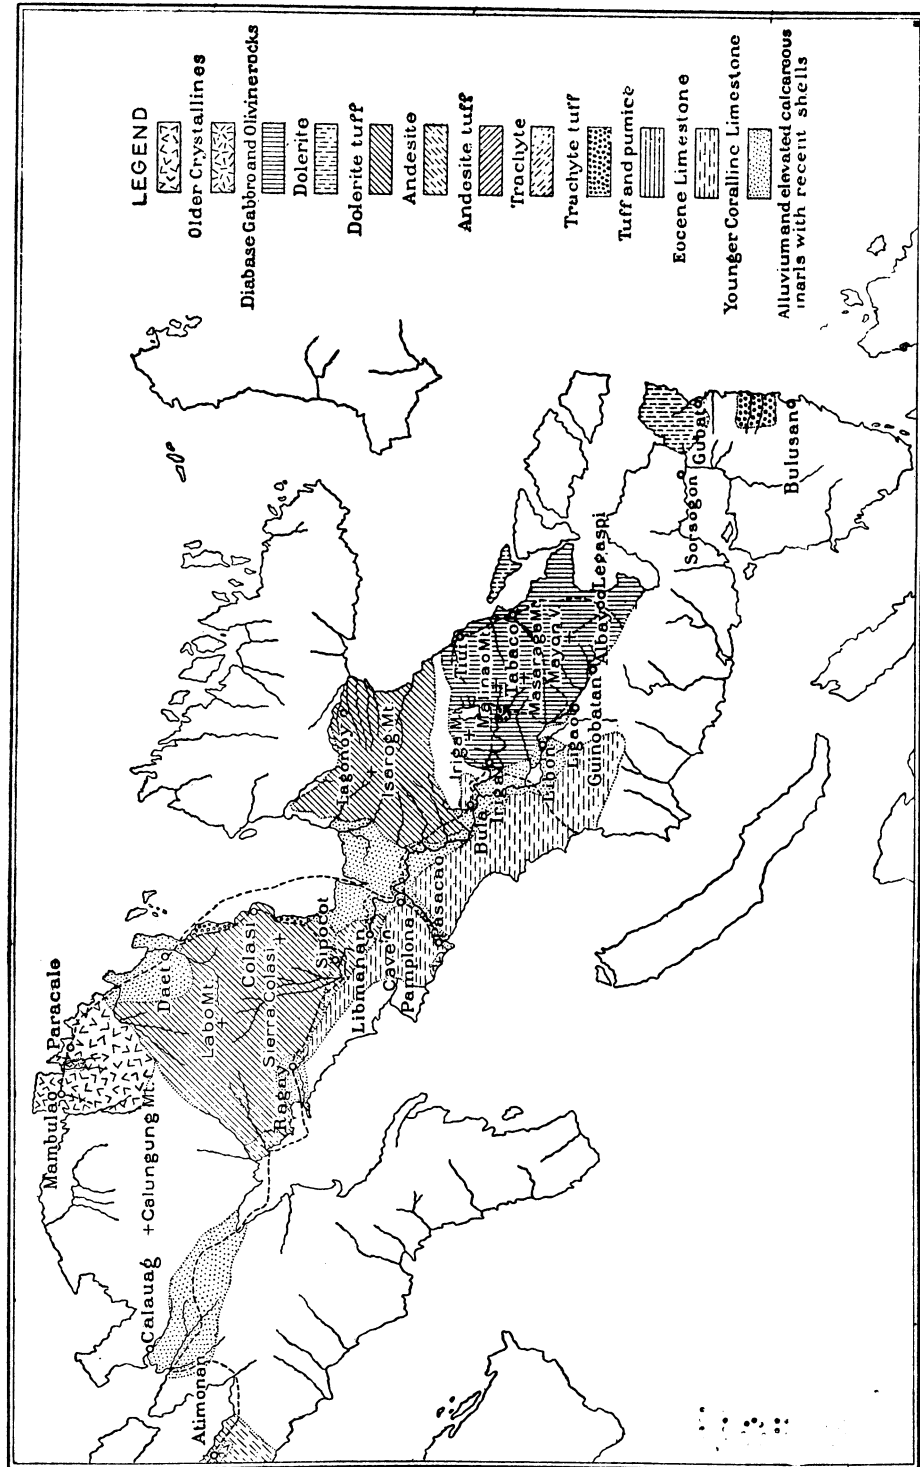 LEGEND
Older Crystallines
Diabase Gabbro and Olivinerocks
Dolerite
Dolerite tuff
Andesite
Andesite tuff
Trachyte
Trachyte tuff
Tuff and pumice
Eocene Limestone
Younger Coralline Limestone
Alluvium and elevated calcareous
marls with recent shells
Mambulao
Paracale
Calauag
+Calungung Mt.
Atimonan
Daet
Labo Mt.
Colasi
Sierra Colasi
Ragay
Sipocot
Libmanan
Cave
Pamplona
Pasacao
Lagonoy
Isarog Mt.
Bula
Iriga Mt.
Iriga
Tiui
Malinao Mt.
Tabaco
Masaraga Mt.
Mayon V.
Libon
Ligao
Guinobatan
Albay
Legaspi
Sorsogon
Gubat
Bulusan